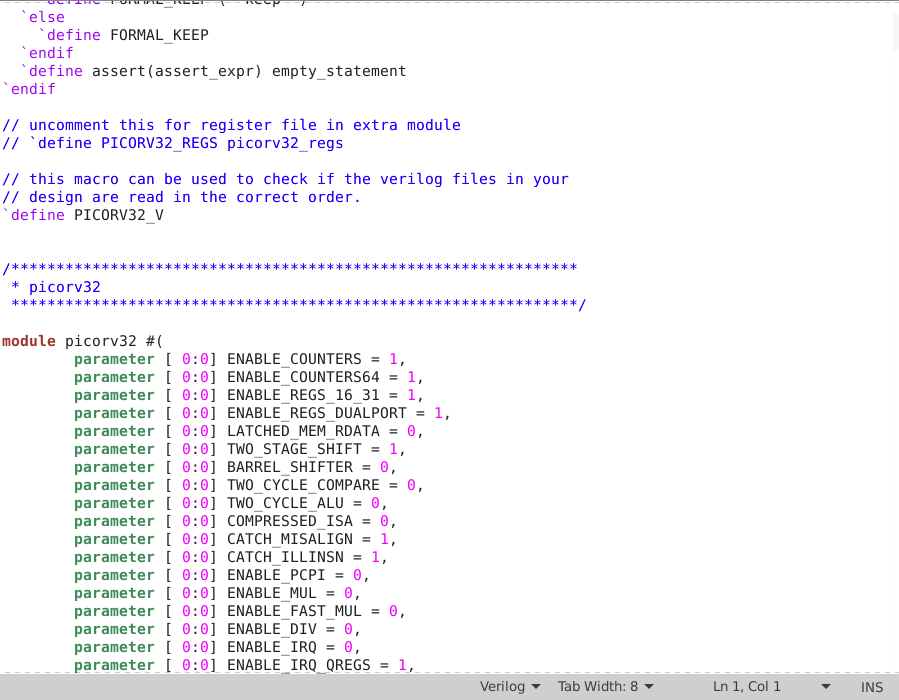 `else
`define FORMAL_KEEP
`endif
`define assert(assert_expr) empty_statement
`endif
// uncomment this for register file in extra module
// `define PICORV32_REGS picorv32_regs
// this macro can be used to check if the verilog files in your
// design are read in the correct order.
`define PICORV32_V
/***************************************************************
* picorv32
***************************************************************/
module picorv32 #(
parameter [ 0:0] ENABLE_COUNTERS = 1,
parameter [ 0:0] ENABLE_COUNTERS64 = 1,
parameter [ 0:0] ENABLE_REGS_16_31 = 1,
parameter [ 0:0] ENABLE_REGS_DUALPORT = 1,
parameter [ 0:0] LATCHED_MEM_RDATA = 0,
parameter [ 0:0] TWO_STAGE_SHIFT = 1,
parameter [ 0:0] BARREL_SHIFTER = 0,
parameter [ 0:0] TWO_CYCLE_COMPARE = 0,
parameter [ 0:0] TWO_CYCLE_ALU = 0,
parameter [ 0:0] COMPRESSED_ISA = 0,
parameter [ 0:0] CATCH_MISALIGN = 1,
parameter [ 0:0] CATCH_ILLINSN = 1,
parameter [ 0:0] ENABLE_PCPI = 0,
parameter [ 0:0] ENABLE_MUL = 0,
parameter [ 0:0] ENABLE_FAST_MUL = 0,
parameter [ 0:0] ENABLE_DIV = 0,
parameter [ 0:0] ENABLE_IRQ = 0,
parameter [ 0:0] ENABLE_IRQ_QREGS = 1,
Verilog Tab Width: 8 Ln 1, Col 1 INS